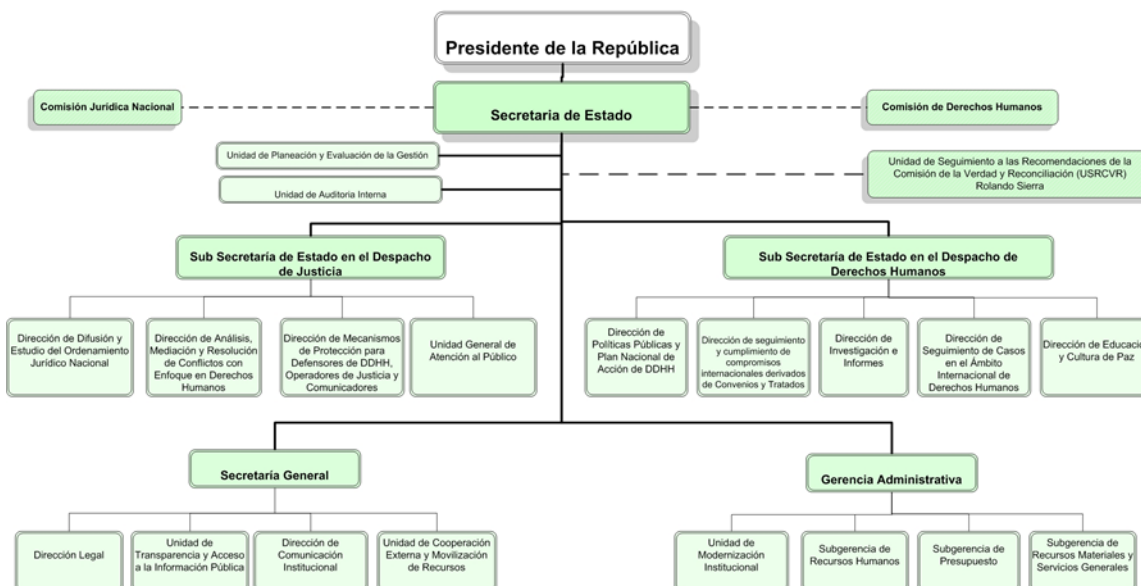 Presidente de la República
Comisión Jurídica Nacional
Secretaria de Estado
Comisión de Derechos Humanos
Unidad de Planeación y Evaluación de la Gestión
Unidad de Seguimiento a las Recomendaciones de la
Comisión de la Verdad y Reconciliación (USRCVR)
Rolando Sierra
Unidad de Auditoria Interna
Sub Secretaría de Estado en el Despacho
de Justicia
Sub Secretaría de Estado en el Despacho de
Derechos Humanos
Dirección de Difusión y
Estudio del Ordenamiento
Jurídico Nacional
Dirección de Análisis,
Mediación y Resolución
de Conflictos con
Enfoque en Derechos
Humanos
Dirección de Mecanismos
de Protección para
Defensores de DDHH,
Operadores de Justicia y
Comunicadores
Unidad General de
Atención al Público
Dirección de
Políticas Públicas y
Plan Nacional de
Acción de DDHH
Dirección de seguimiento
y cumplimiento de
compromisos
internacionales derivados
de Convenios y Tratados
Dirección de
Investigación e
Informes
Dirección de
Seguimiento de Casos
en el Ámbito
Internacional de
Derechos Humanos
Dirección de Educació
y Cultura de Paz
Secretaría General
Gerencia Administrativa
Dirección Legal
Unidad de
Transparencia y Acceso
a la Información Pública
Dirección de
Comunicación
Institucional
Unidad de Cooperación
Externa y Movilización
de Recursos
Unidad de
Modernización
Institucional
Subgerencia de
Recursos Humanos
Subgerencia de
Presupuesto
Subgerencia de
Recursos Materiales y
Servicios Generales